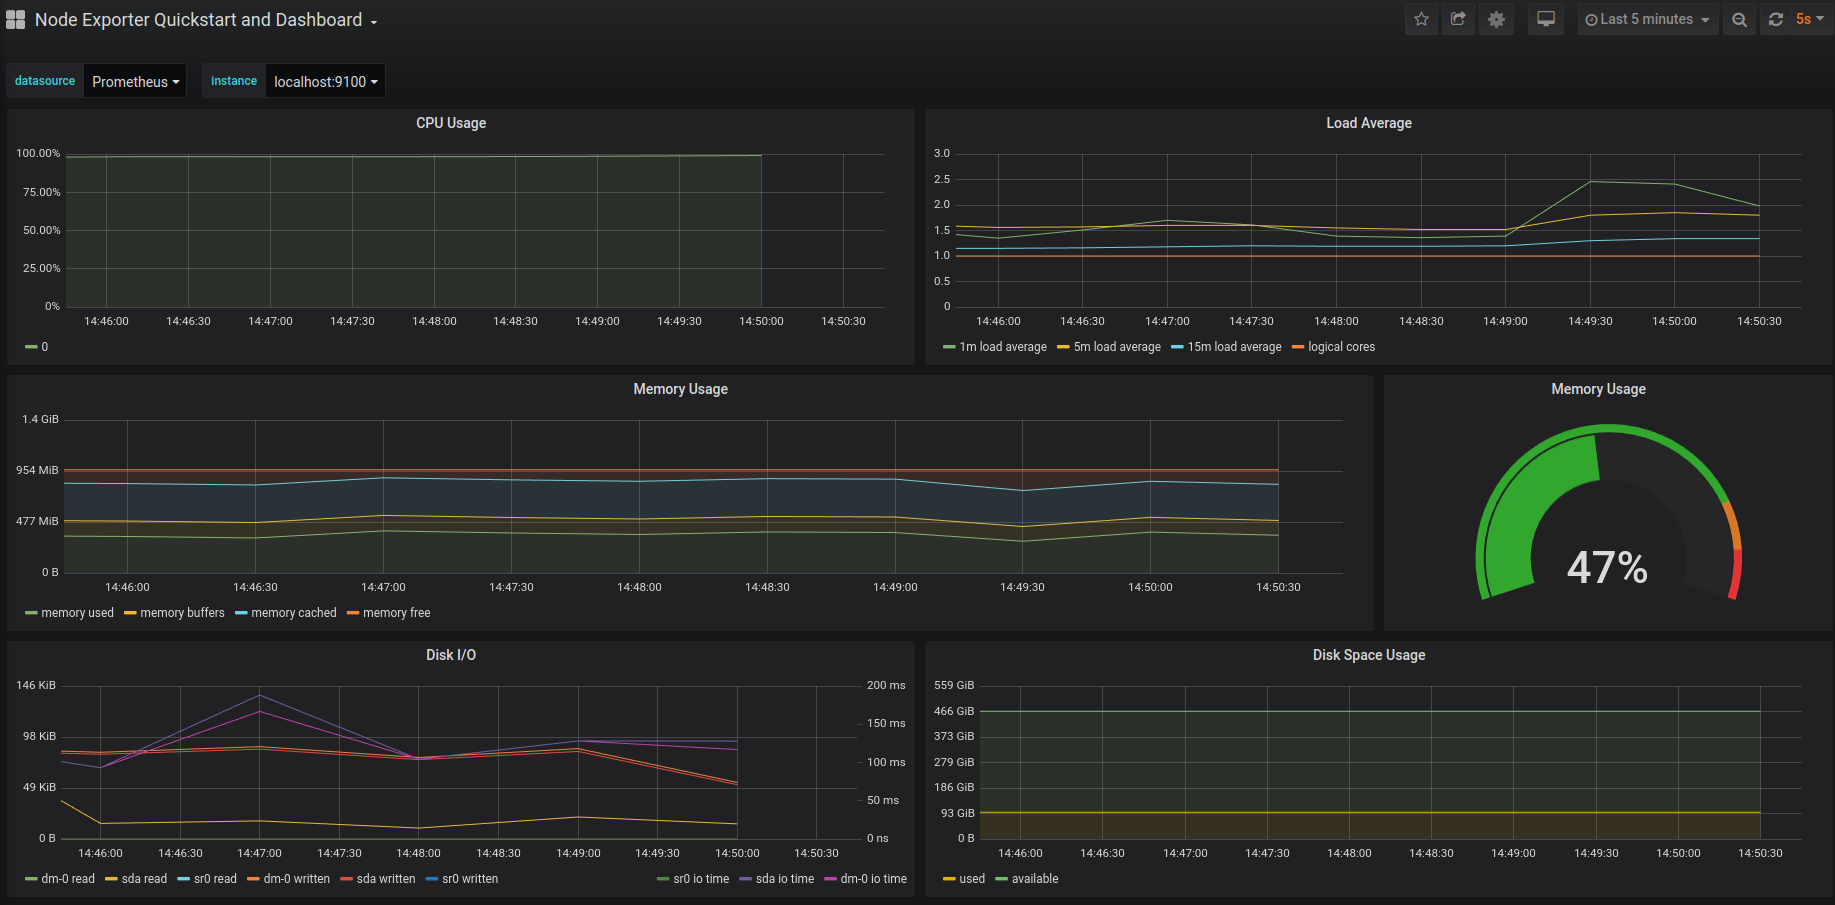 Node Exporter Quickstart and Dashboard
Last 5 minutes
5s
datasource Prometheus instance localhost:9100
CPU Usage
100.00%
75.00%
50.00%
25.00%
0%
14:46:00 14:46:30 14:47:00 14:47:30 14:48:00 14:48:30 14:49:00 14:49:30 14:50:00 14:50:30
0
Load Average
3.0
2.5
2.0
1.5
1.0
0.5
0
14:46:00 14:46:30 14:47:00 14:47:30 14:48:00 14:48:30 14:49:00 14:49:30 14:50:00 14:50:30
1m load average 5m load average 15m load average logical cores
Memory Usage
1.4 GiB
954 MiB
477 MiB
0 B
14:46:00 14:46:30 14:47:00 14:47:30 14:48:00 14:48:30 14:49:00 14:49:30 14:50:00 14:50:30
memory used memory buffers memory cached memory free
Memory Usage
47%
Disk I/O
146 KiB
98 KiB
49 KiB
0 B
200 ms
150 ms
100 ms
50 ms
0 ns
14:46:00 14:46:30 14:47:00 14:47:30 14:48:00 14:48:30 14:49:00 14:49:30 14:50:00 14:50:30
dm-0 read sda read sr0 read dm-0 written sda written sr0 written sr0 io time sda io time dm-0 io time
Disk Space Usage
559 GiB
466 GiB
373 GiB
279 GiB
186 GiB
93 GiB
0 B
14:46:00 14:46:30 14:47:00 14:47:30 14:48:00 14:48:30 14:49:00 14:49:30 14:50:00 14:50:30
used available